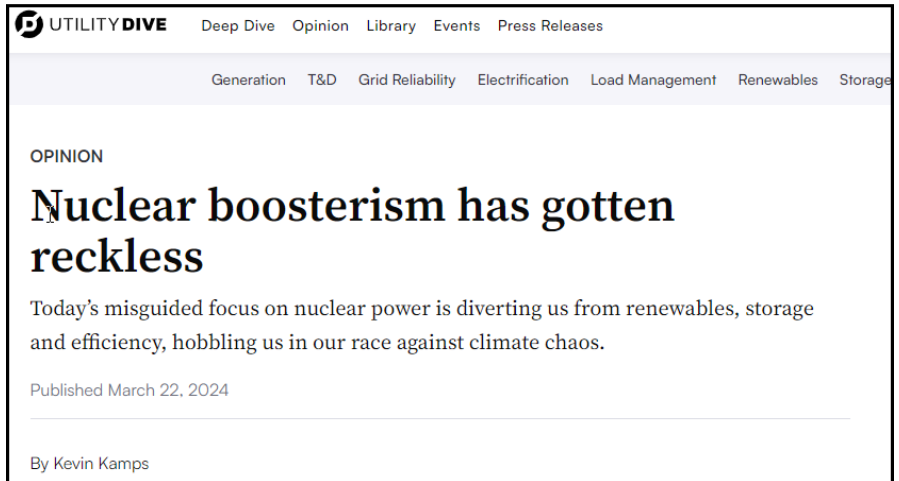 UTILITY DIVE Deep Dive Opinion Library Events Press Releases
Generation T&D Grid Reliability Electrification Load Management Renewables Storage
OPINION
Nuclear boosterism has gotten
reckless
Today's misguided focus on nuclear power is diverting us from renewables, storage
and efficiency, hobbling us in our race against climate chaos.
Published March 22, 2024
By Kevin Kamps